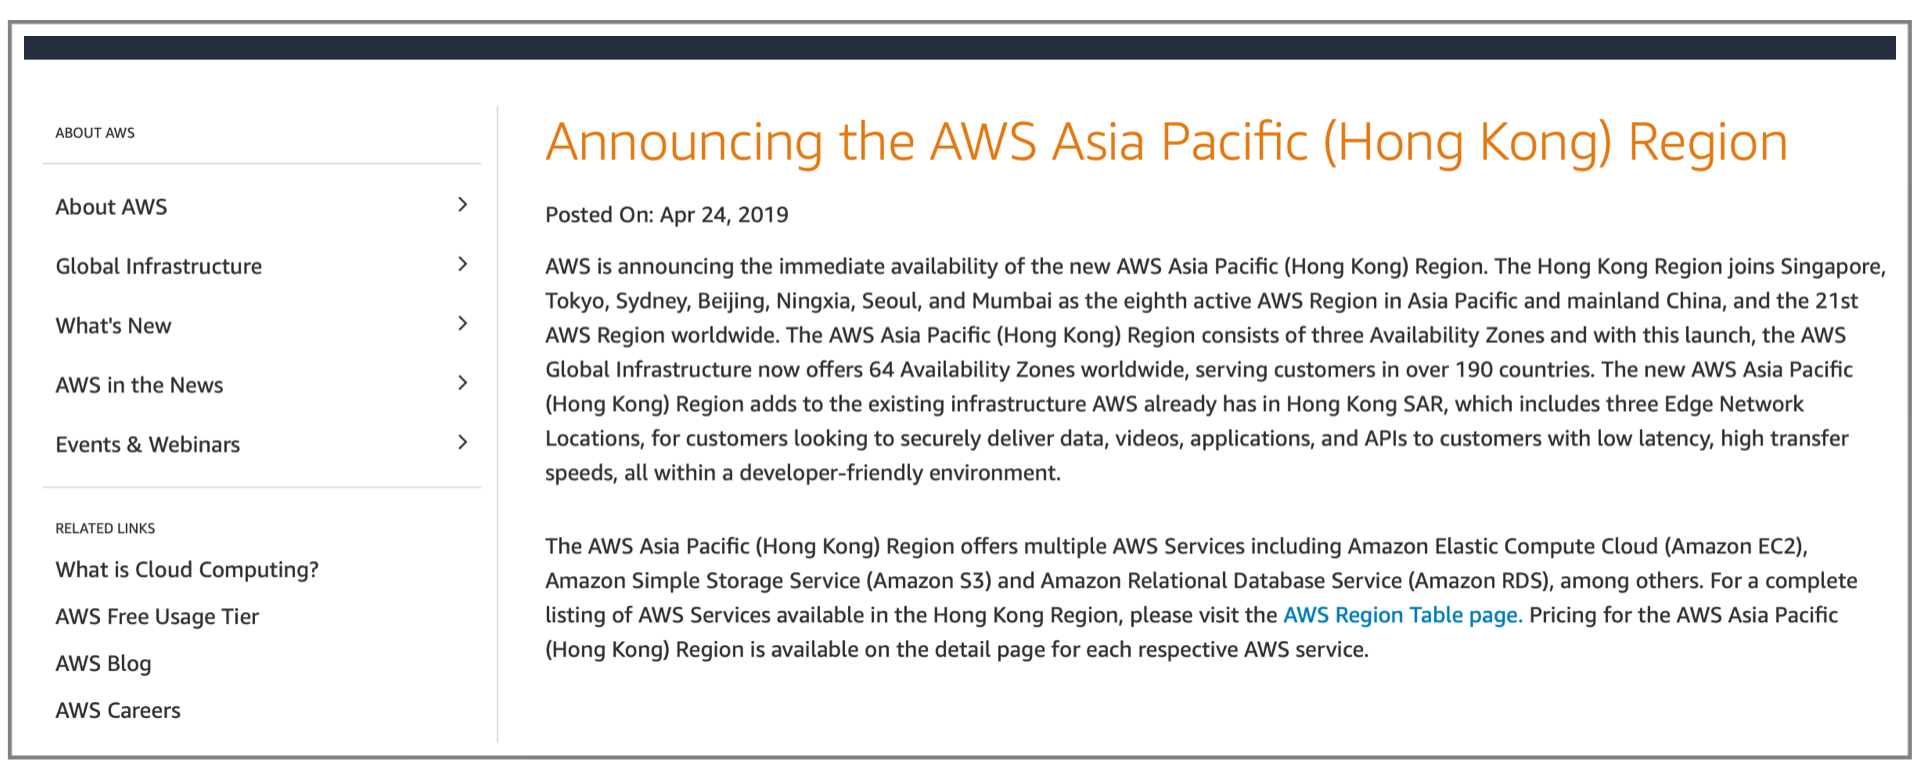 ABOUT AWS
About AWS
Global Infrastructure
What's New
AWS in the News
Events & Webinars
RELATED LINKS
What is Cloud Computing?
AWS Free Usage Tier
AWS Blog
AWS Careers
Announcing the AWS Asia Pacific (Hong Kong) Region
Posted On: Apr 24, 2019
AWS is announcing the immediate availability of the new AWS Asia Pacific (Hong Kong) Region. The Hong Kong Region joins Singapore,
Tokyo, Sydney, Beijing, Ningxia, Seoul, and Mumbai as the eighth active AWS Region in Asia Pacific and mainland China, and the 21st
AWS Region worldwide. The AWS Asia Pacific (Hong Kong) Region consists of three Availability Zones and with this launch, the AWS
Global Infrastructure now offers 64 Availability Zones worldwide, serving customers in over 190 countries. The new AWS Asia Pacific
(Hong Kong) Region adds to the existing infrastructure AWS already has in Hong Kong SAR, which includes three Edge Network
Locations, for customers looking to securely deliver data, videos, applications, and APIs to customers with low latency, high transfer
speeds, all within a developer-friendly environment.
The AWS Asia Pacific (Hong Kong) Region offers multiple AWS Services including Amazon Elastic Compute Cloud (Amazon EC2),
Amazon Simple Storage Service (Amazon S3) and Amazon Relational Database Service (Amazon RDS), among others. For a complete
listing of AWS Services available in the Hong Kong Region, please visit the AWS Region Table page. Pricing for the AWS Asia Pacific
(Hong Kong) Region is available on the detail page for each respective AWS service.